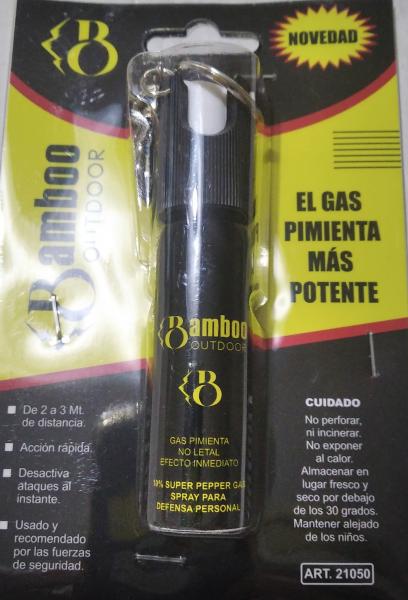 B
NOVEDAD
Bamboo
OUTDOOR
EL GAS
PIMIENTA
MÁS
POTENTE
Bamboo
OUTDOOR
B
GAS PIMIENTA
NO LETAL
EFECTO INMEDIATO
10% SUPER PEPPER GAS
SPRAY PARA
DEFENSA PERSONAL
De 2 a 3 Mt.
de distancia.
Acción rápida.
Desactiva
ataques al
instante.
Usado y
recomendado
por las fuerzas
de seguridad.
CUIDADO
No perforar,
ni incinerar.
No exponer
al calor.
Almacenar en
lugar fresco y
seco por debajo
de los 30 grados.
Mantener alejado
de los niños.
ART. 21050